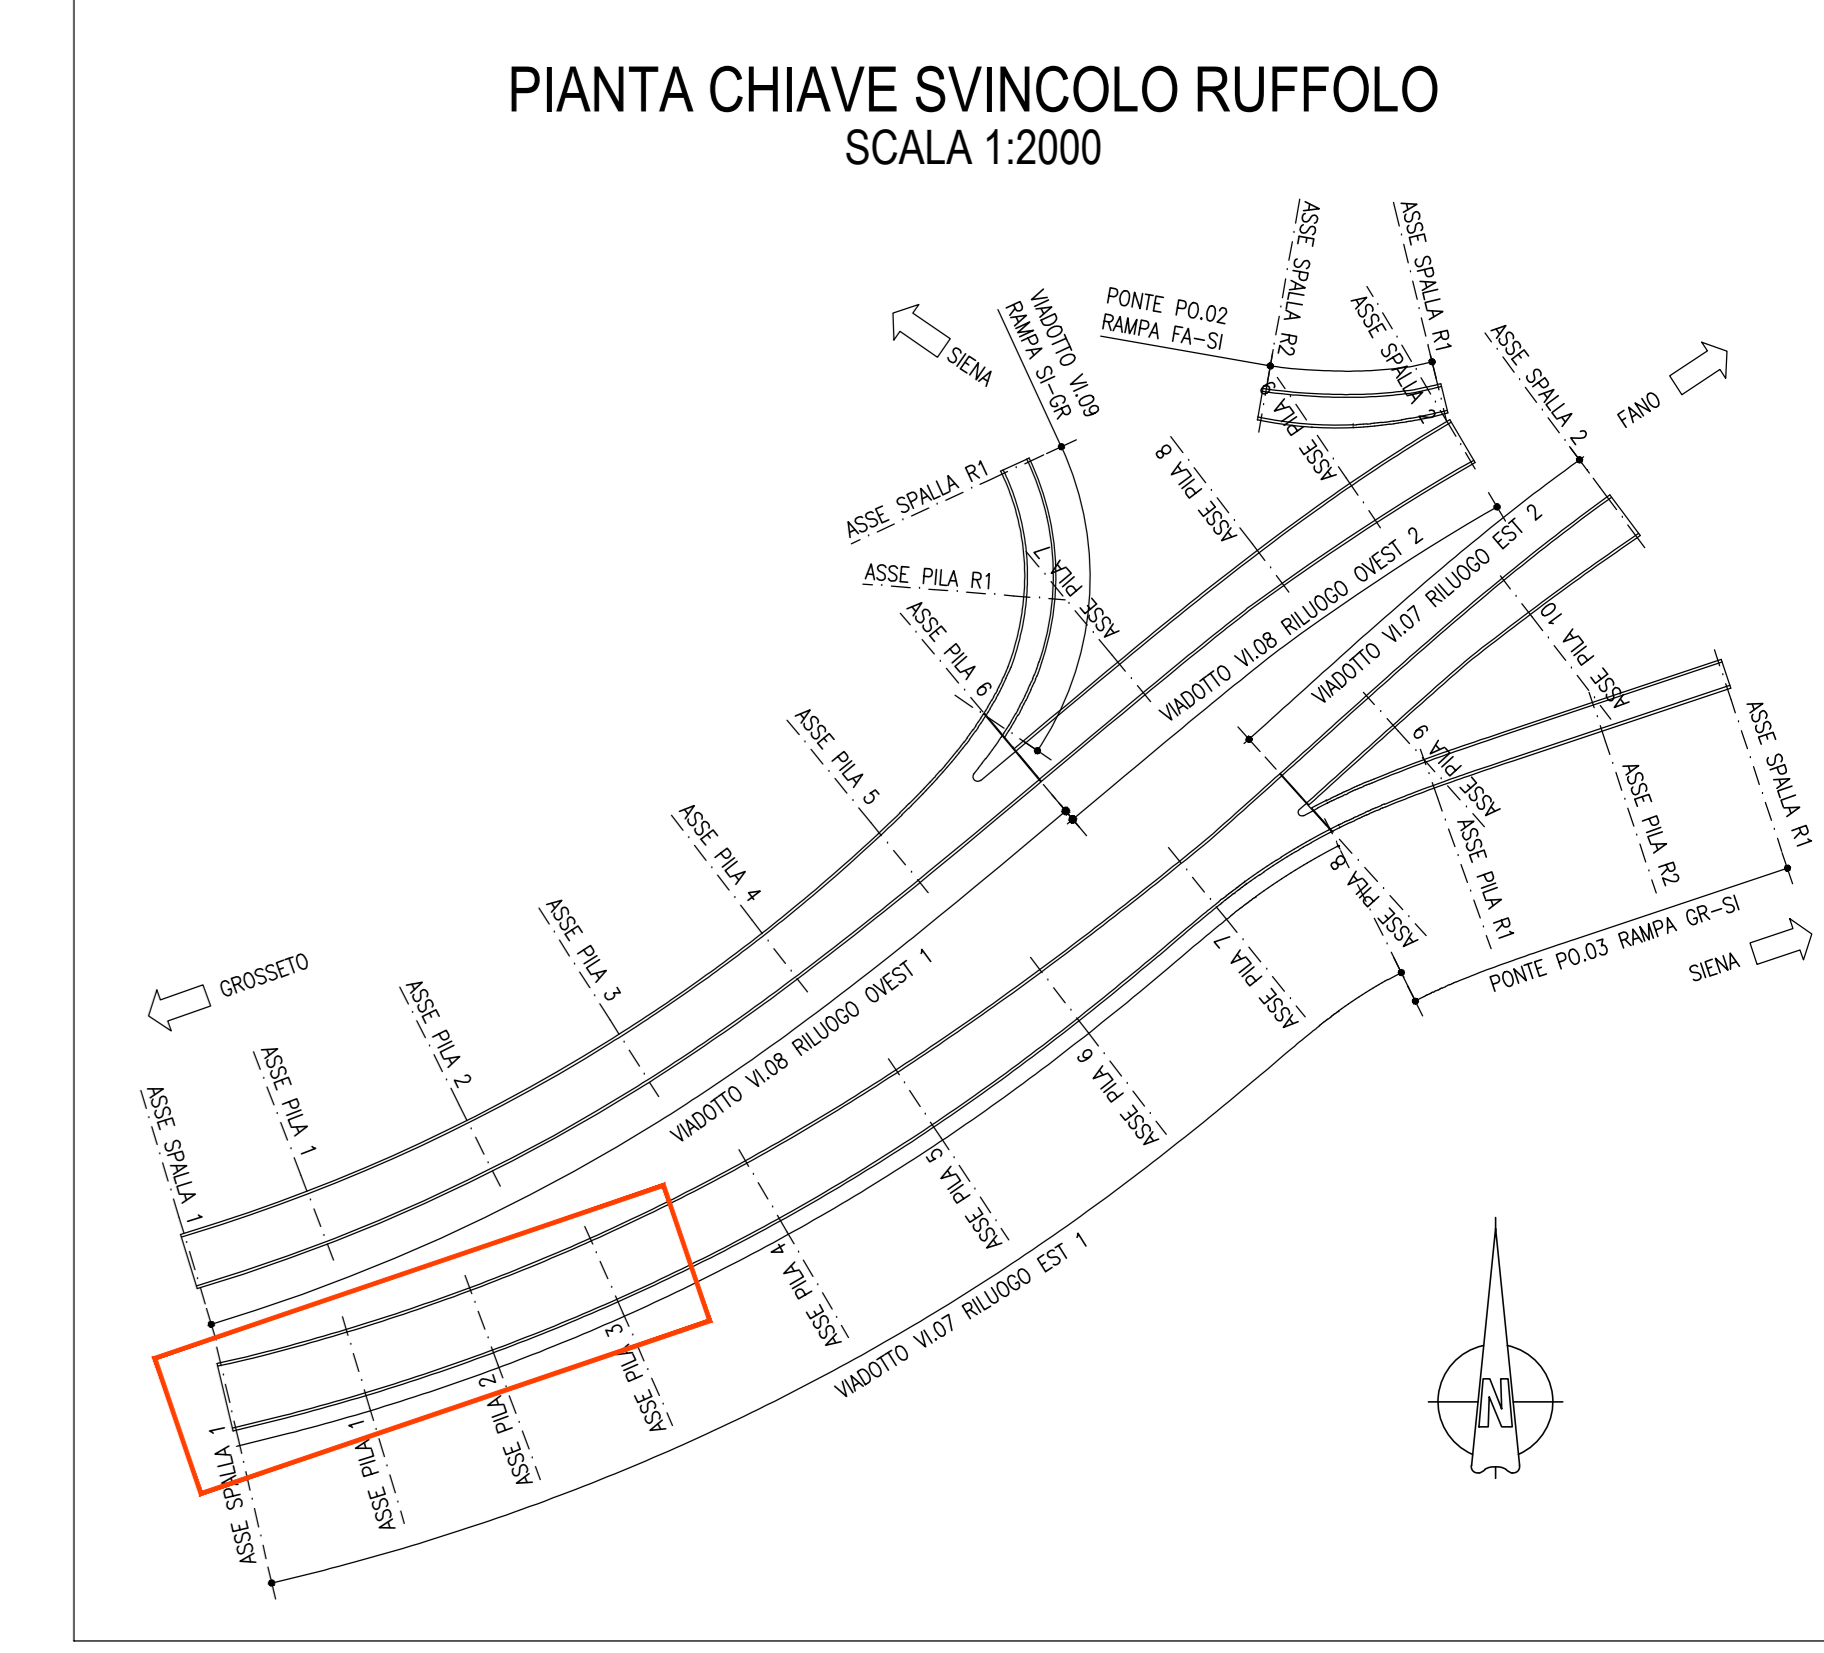 PIANTA CHIAVE SVINCOLO RUFFOLO
SCALA 1:2000
ASSE SPALLA R2
ASSE SPALLA R1
ASSE SPALLA 2
ASSE SPALLA 2
PONTE PO.02
RAMPA FA-SI
VIADOTTO VI.09
RAMPA SI-GR
SIENA
FANO
ASSE PILA 9
ASSE PILA 8
ASSE SPALLA R1
ASSE PILA R1
ASSE PILA 7
ASSE PILA 6
ASSE PILA 5
ASSE PILA 4
ASSE PILA 3
ASSE PILA 2
ASSE PILA 1
ASSE SPALLA 1
GROSSETO
VIADOTTO VI.08 RILUOGO OVEST 2
VIADOTTO VI.07 RILUOGO EST 2
VIADOTTO VI.08 RILUOGO OVEST 1
VIADOTTO VI.07 RILUOGO EST 1
ASSE PILA 10
ASSE PILA 9
ASSE PILA 8
ASSE PILA 7
ASSE PILA 6
ASSE PILA 5
ASSE PILA 4
ASSE PILA 3
ASSE PILA 2
ASSE PILA 1
ASSE SPALLA 1
ASSE SPALLA R1
ASSE PILA R2
ASSE PILA R1
PONTE PO.03 RAMPA GR-SI
SIENA
N